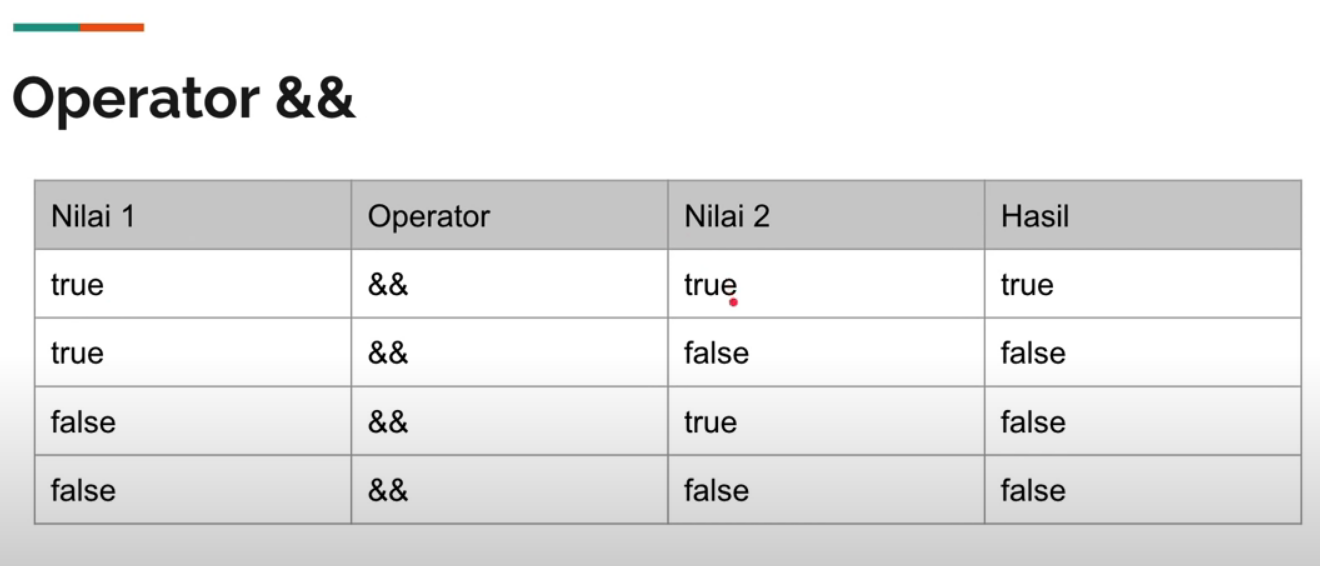 Operator &&
Nilai 1 Operator Nilai 2 Hasil
true && true true
true && false false
false && true false
false && false false